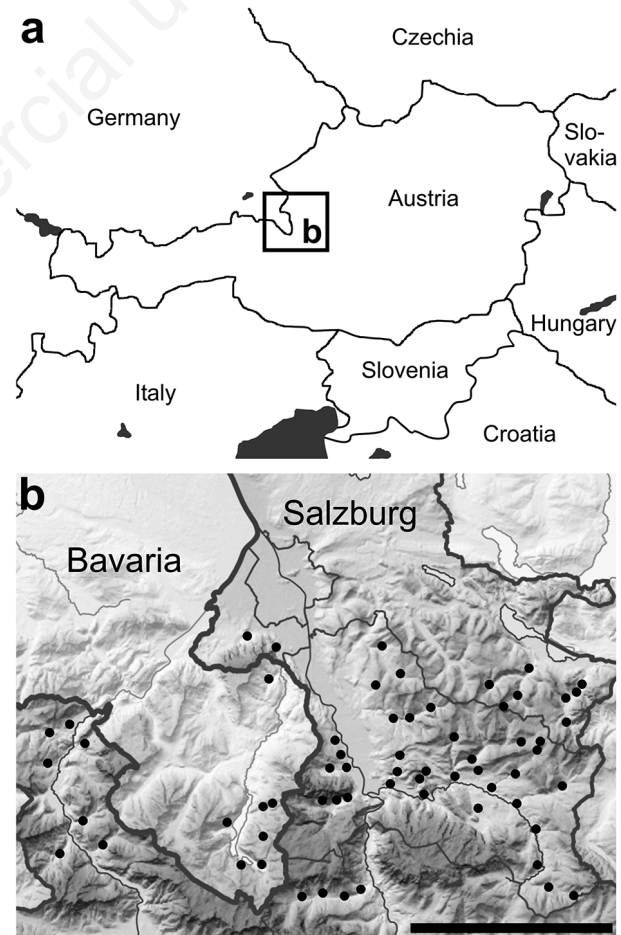 a
Czechia
Germany
Slo-
vakia
Austria
b
Hungary
Slovenia
Italy
Croatia
b
Salzburg
Bavaria